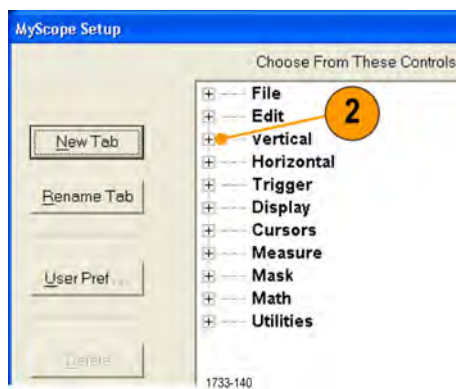 MyScope Setup
Choose From These Controls
File
Edit
2
vertical
New Tab
Horizontal
Trigger
Rename Tab
Display
Cursors
Measure
User Pref ...
Mask
Math
Utilities
Delete
1733-140